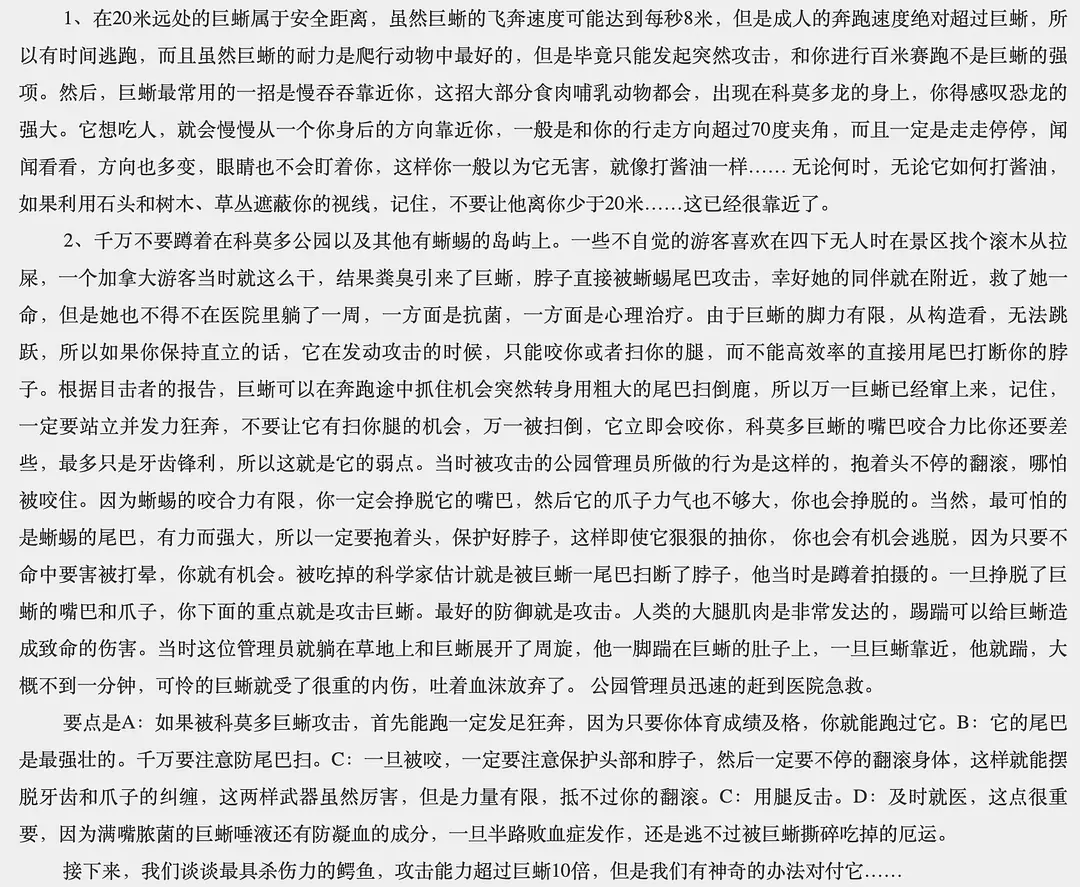 1、在20米远处的巨蜥属于安全距离，虽然巨蜥的飞奔速度可能达到每秒8米，但是成人的奔跑速度绝对超过巨蜥，所
以有时间逃跑，而且虽然巨蜥的耐力是爬行动物中最好的，但是毕竟只能发起突然攻击，和你进行百米赛跑不是巨蜥的强
项。然后，巨蜥最常用的一招是慢吞吞靠近你，这招大部分食肉哺乳动物都会，出现在科莫多龙的身上，你得感叹恐龙的
强大。它想吃人，就会慢慢从一个你身后的方向靠近你，一般是和你的行走方向超过70度夹角，而且一定是走走停停，闻
闻看看，方向也多变，眼睛也不会盯着你，这样你一般以为它无害，就像打酱油一样…… 无论何时，无论它如何打酱油，
如果利用石头和树木、草丛遮蔽你的视线，记住，不要让他离你少于20米……这已经很靠近了。
2、千万不要蹲着在科莫多公园以及其他有蜥蜴的岛屿上。一些不自觉的游客喜欢在四下无人时在景区找个滚木从拉
屎，一个加拿大游客当时就这么干，结果粪臭引来了巨蜥，脖子直接被蜥蜴尾巴攻击，幸好她的同伴就在附近，救了她一
命，但是她也不得不在医院里躺了一周，一方面是抗菌，一方面是心理治疗。由于巨蜥的脚力有限，从构造看，无法跳
跃，所以如果你保持直立的话，它在发动攻击的时候，只能咬你或者扫你的腿，而不能高效率的直接用尾巴打断你的脖
子。根据目击者的报告，巨蜥可以在奔跑途中抓住机会突然转身用粗大的尾巴扫倒鹿，所以万一巨蜥已经窜上来，记住，
一定要站立并发力狂奔，不要让它有扫你腿的机会，万一被扫倒，它立即会咬你，科莫多巨蜥的嘴巴咬合力比你还要差
些，最多只是牙齿锋利，所以这就是它的弱点。当时被攻击的公园管理员所做的行为是这样的，抱着头不停的翻滚，哪怕
被咬住。因为蜥蜴的咬合力有限，你一定会挣脱它的嘴巴，然后它的爪子力气也不够大，你也会挣脱的。当然，最可怕的
是蜥蜴的尾巴，有力而强大，所以一定要抱着头，保护好脖子，这样即使它狠狠的抽你， 你也会有机会逃脱，因为只要不
命中要害被打晕，你就有机会。被吃掉的科学家估计就是被巨蜥一尾巴扫断了脖子，他当时是蹲着拍摄的。一旦挣脱了巨
蜥的嘴巴和爪子，你下面的重点就是攻击巨蜥。最好的防御就是攻击。人类的大腿肌肉是非常发达的，踢踹可以给巨蜥造
成致命的伤害。当时这位管理员就躺在草地上和巨蜥展开了周旋，他一脚踹在巨蜥的肚子上，一旦巨蜥靠近，他就踹，大
概不到一分钟，可怜的巨蜥就受了很重的内伤，吐着血沫放弃了。 公园管理员迅速的赶到医院急救。
要点是A：如果被科莫多巨蜥攻击，首先能跑一定发足狂奔，因为只要你体育成绩及格，你就能跑过它。B：它的尾巴
是最强壮的。千万要注意防尾巴扫。C：一旦被咬，一定要注意保护头部和脖子，然后一定要不停的翻滚身体，这样就能摆
脱牙齿和爪子的纠缠，这两样武器虽然厉害，但是力量有限，抵不过你的翻滚。C：用腿反击。D：及时就医，这点很重
要，因为满嘴脓菌的巨蜥唾液还有防凝血的成分，一旦半路败血症发作，还是逃不过被巨蜥撕碎吃掉的厄运。
接下来，我们谈谈最具杀伤力的鳄鱼，攻击能力超过巨蜥10倍，但是我们有神奇的办法对付它……